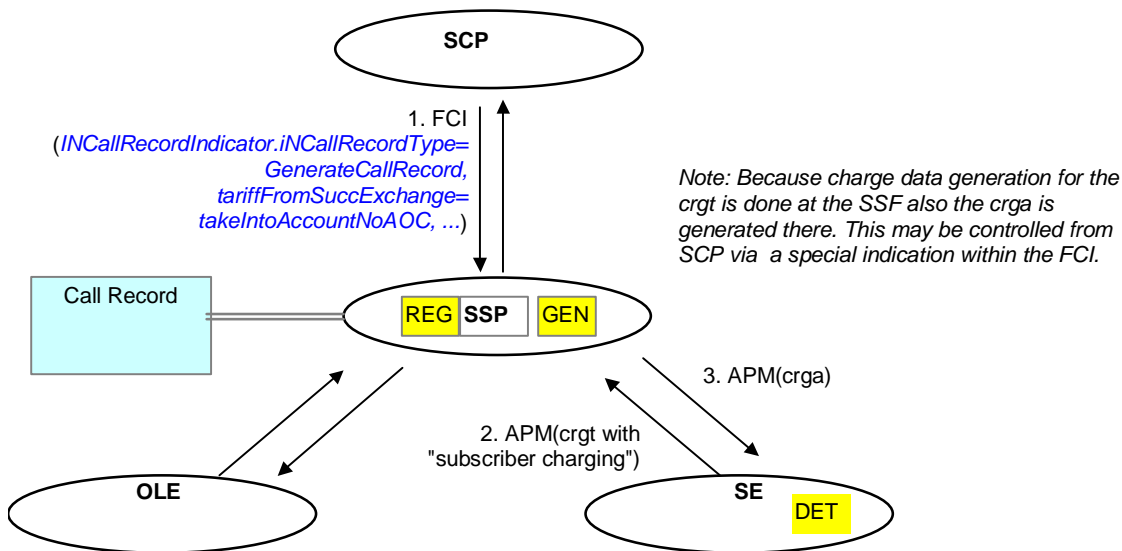 SCP
1. FCI
(INCallRecordIndicator.iNCallRecordType=
GenerateCallRecord,
tariffFromSuccExchange=
takeIntoAccountNoAOC, ...)
Note: Because charge data generation for the
crgt is done at the SSF also the crga is
generated there. This may be controlled from
SCP via a special indication within the FCI.
Call Record
REG SSP GEN
3. APM(crga)
2. APM(crgt with
"subscriber charging")
OLE
SE
DET